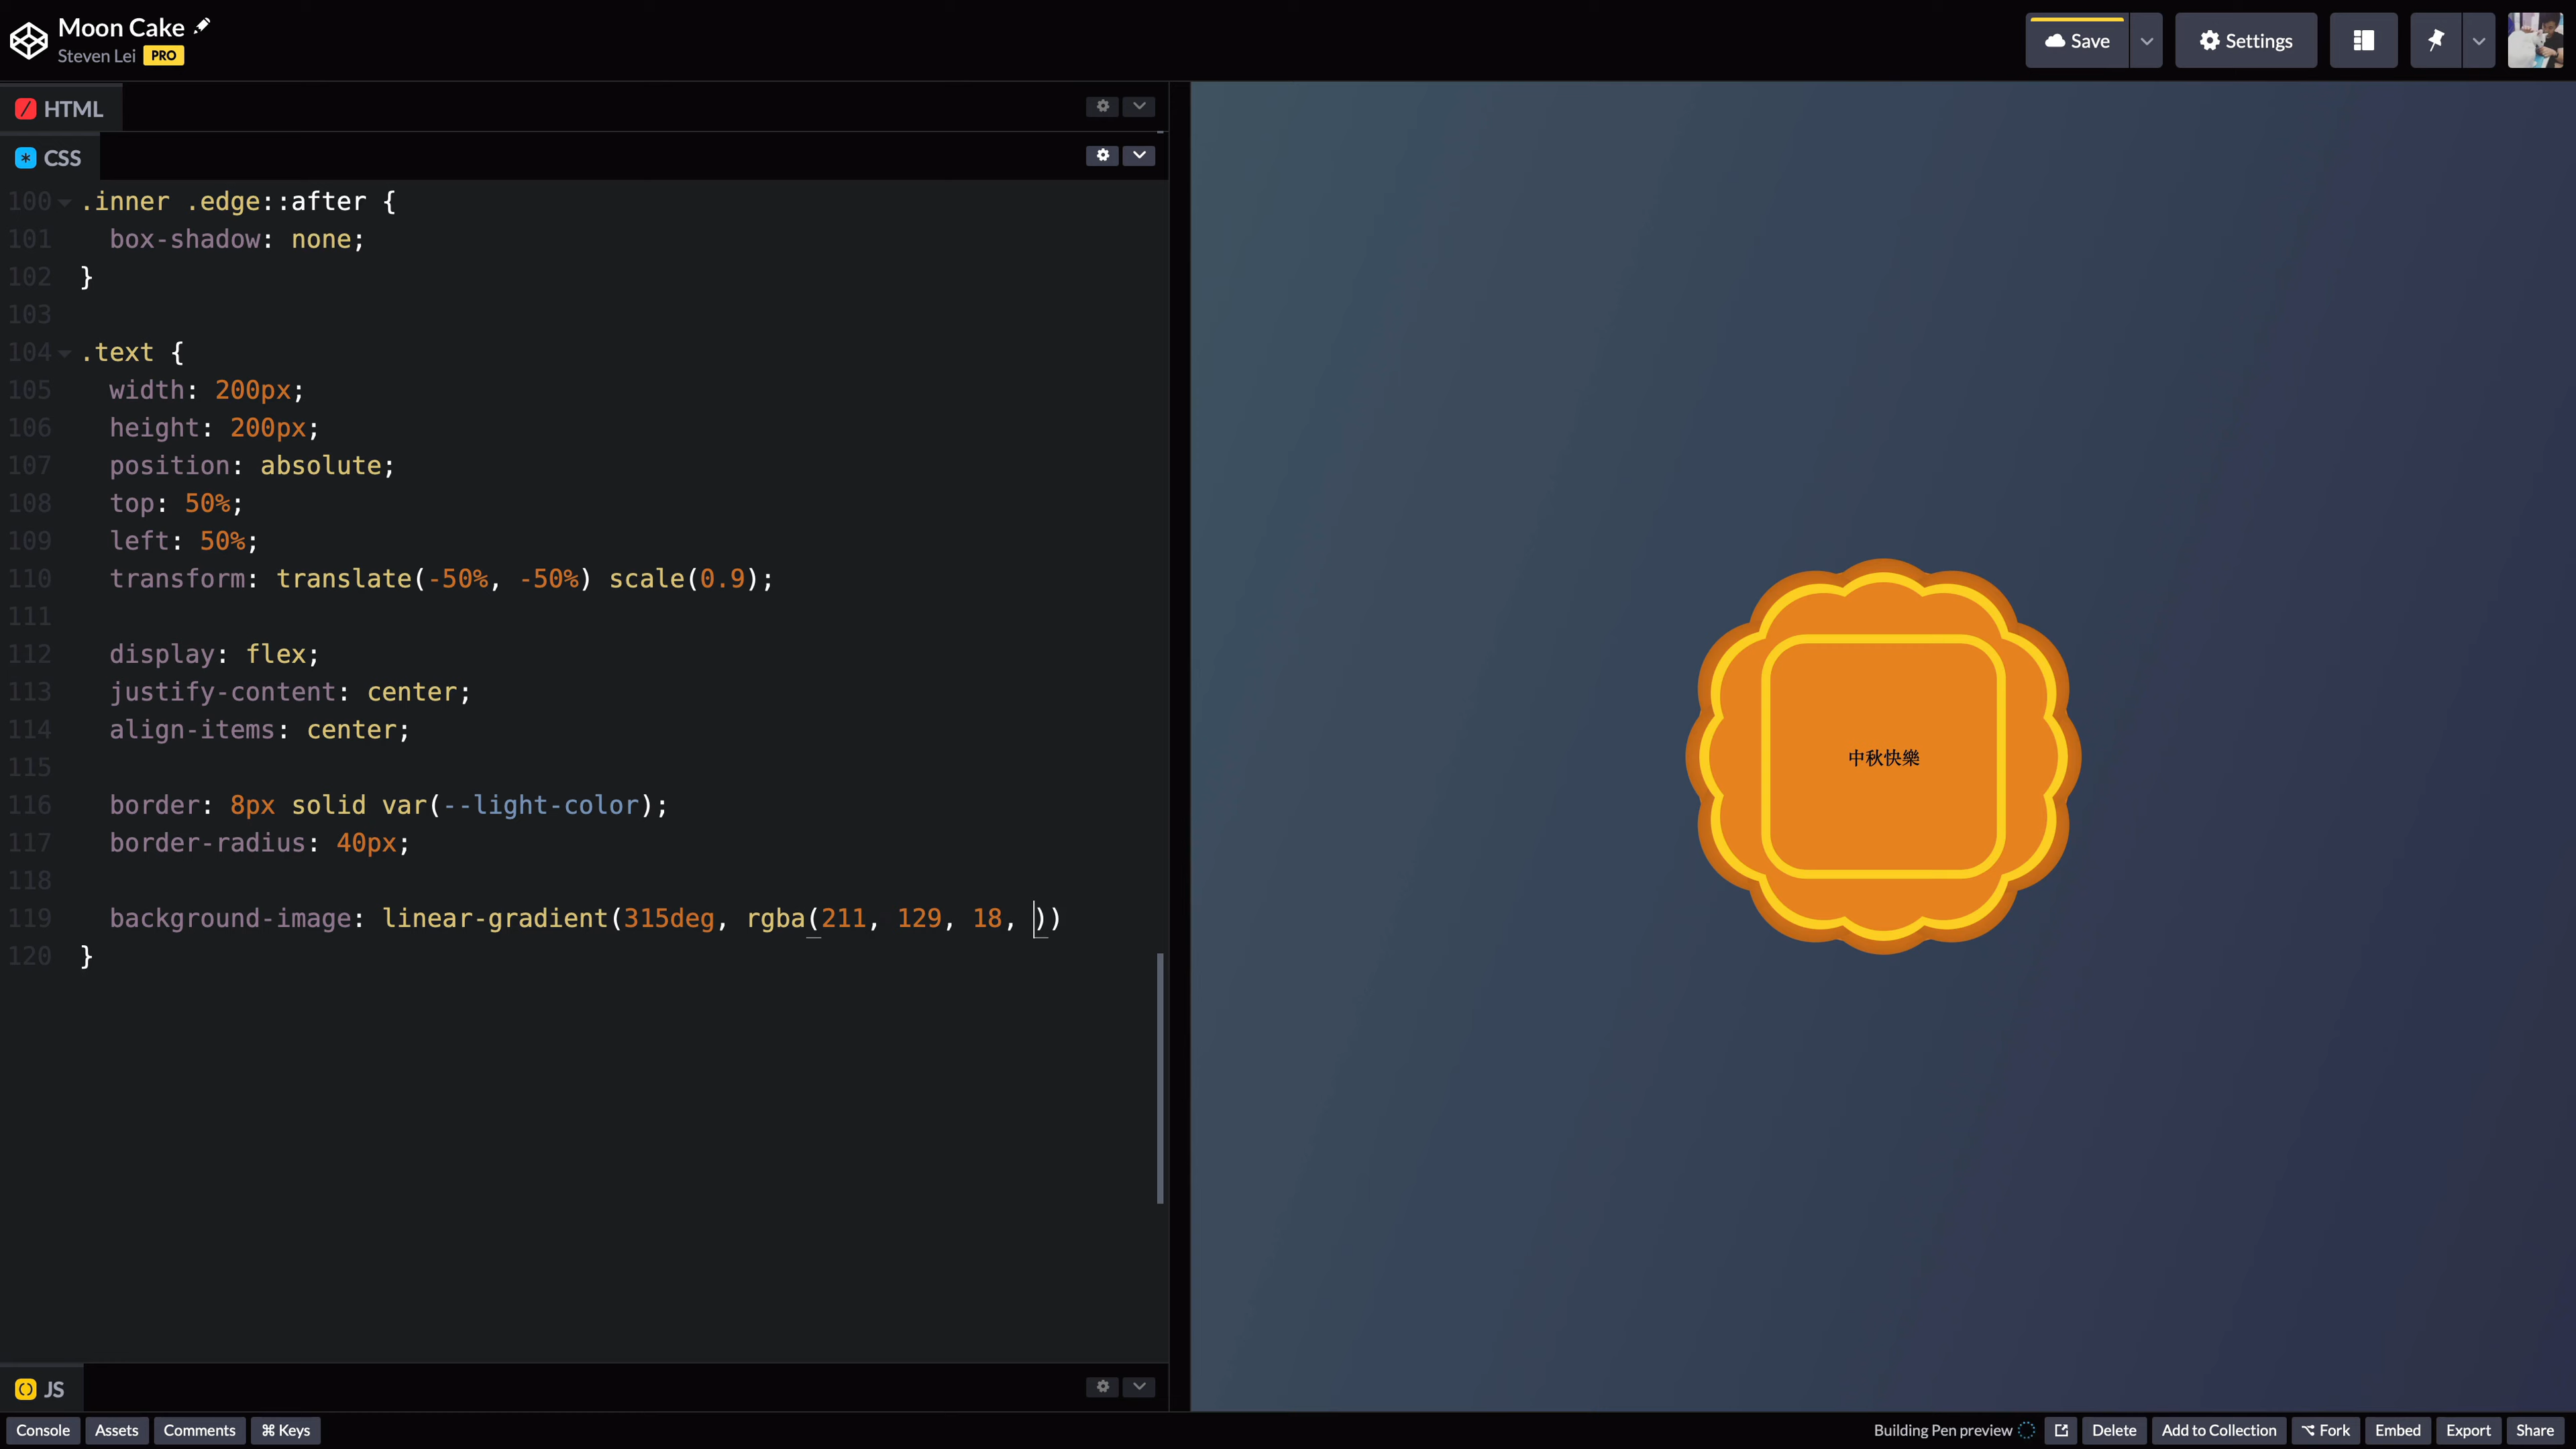 Moon Cake
Steven Lei PRO
Save
Settings
HTML
CSS
100 .inner .edge::after {
101 box-shadow: none;
102 }
103
104 .text {
105 width: 200px;
106 height: 200px;
107 position: absolute;
108 top: 50%;
109 left: 50%;
110 transform: translate(-50%, -50%) scale(0.9);
111
112 display: flex;
113 justify-content: center;
114 align-items: center;
115
116 border: 8px solid var(--light-color);
117 border-radius: 40px;
118
119 background-image: linear-gradient(315deg, rgba(211, 129, 18, ))
120 }
中秋快樂
JS
Console Assets Comments ⌘ Keys
Building Pen preview Delete Add to Collection Fork Embed Export Share